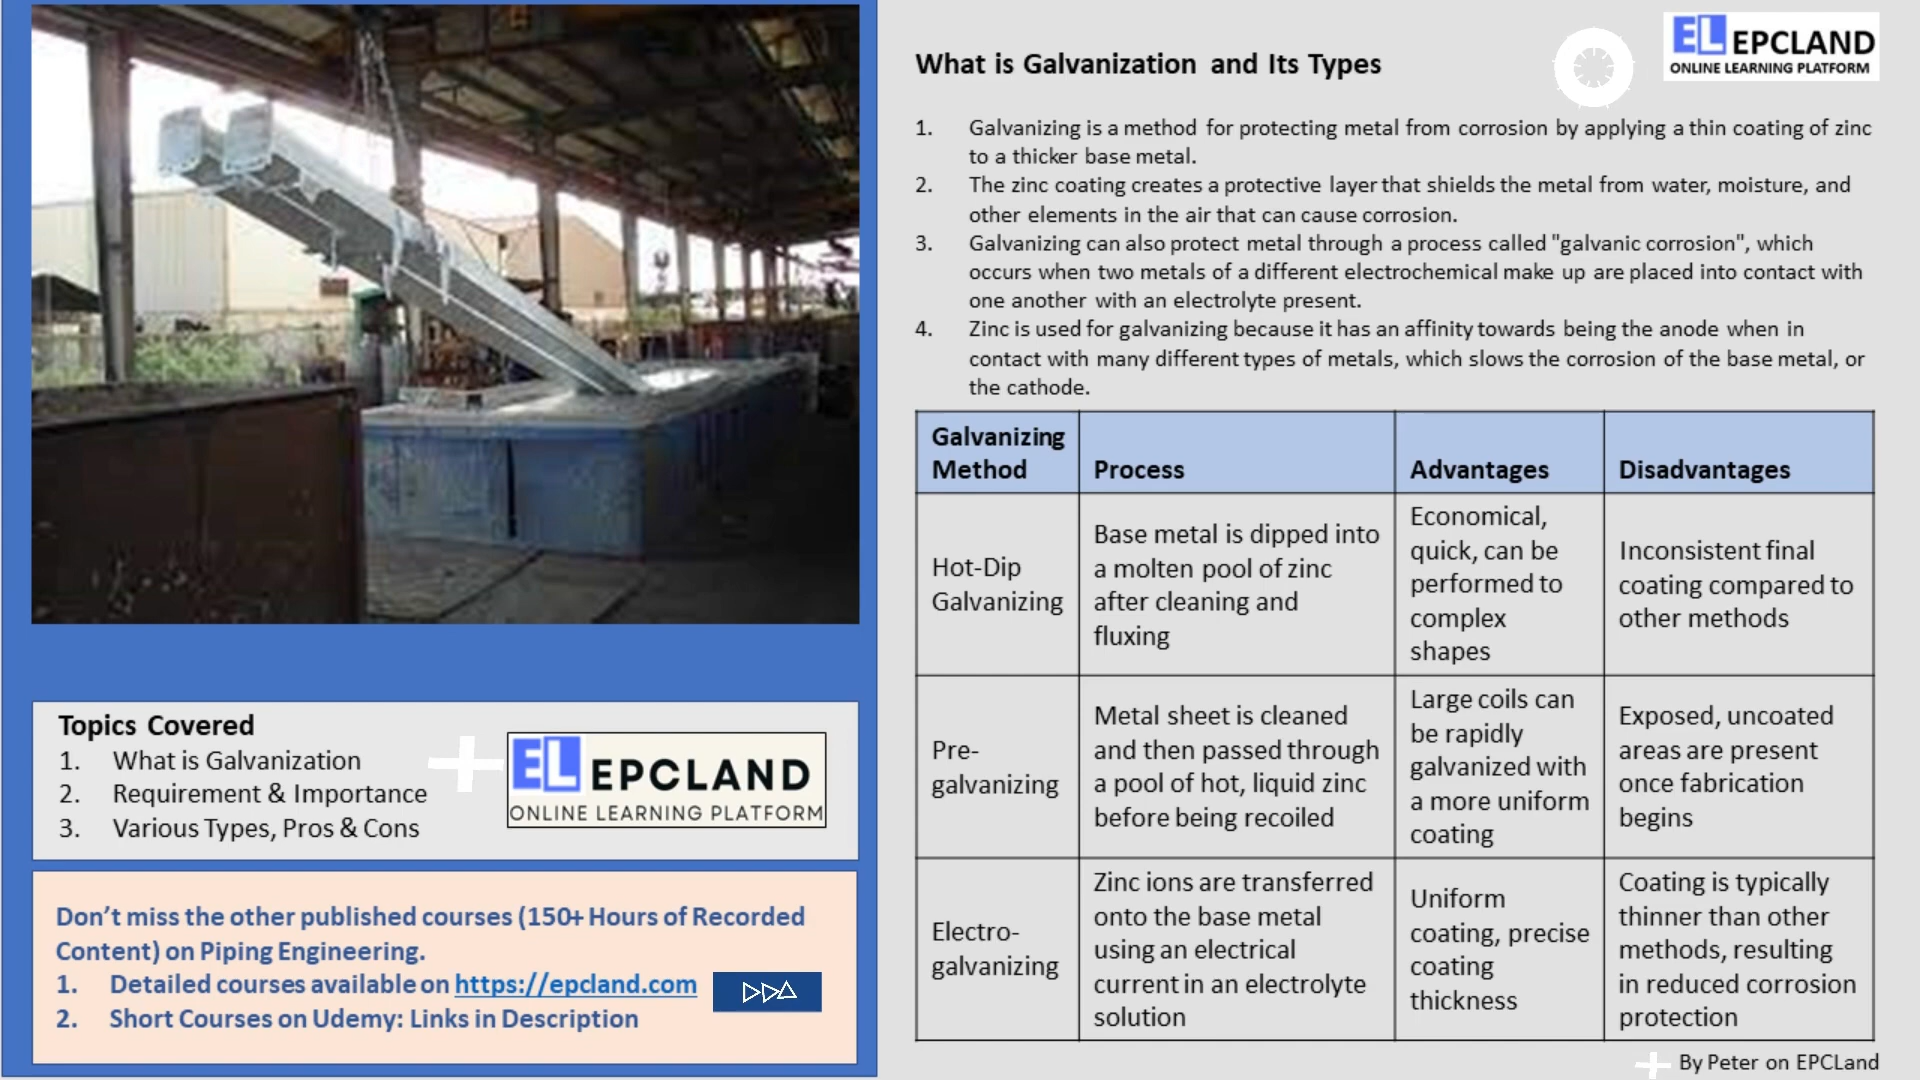 What is Galvanization and Its Types
EL EPCLAND
ONLINE LEARNING PLATFORM
1. Galvanizing is a method for protecting metal from corrosion by applying a thin coating of zinc
to a thicker base metal.
2. The zinc coating creates a protective layer that shields the metal from water, moisture, and
other elements in the air that can cause corrosion.
3. Galvanizing can also protect metal through a process called "galvanic corrosion", which
occurs when two metals of a different electrochemical make up are placed into contact with
one another with an electrolyte present.
4. Zinc is used for galvanizing because it has an affinity towards being the anode when in
contact with many different types of metals, which slows the corrosion of the base metal, or
the cathode.
Galvanizing
Method
Process
Advantages
Disadvantages
Hot-Dip
Galvanizing
Base metal is dipped into
a molten pool of zinc
after cleaning and
fluxing
Economical,
quick, can be
performed to
complex
shapes
Inconsistent final
coating compared to
other methods
Pre-
galvanizing
Metal sheet is cleaned
and then passed through
a pool of hot, liquid zinc
before being recoiled
Large coils can
be rapidly
galvanized with
a more uniform
coating
Exposed, uncoated
areas are present
once fabrication
begins
Electro-
galvanizing
Zinc ions are transferred
onto the base metal
using an electrical
current in an electrolyte
solution
Uniform
coating, precise
coating
thickness
Coating is typically
thinner than other
methods, resulting
in reduced corrosion
protection
By Peter on EPCLand
Topics Covered
1. What is Galvanization
2. Requirement & Importance
3. Various Types, Pros & Cons
EL EPCLAND
ONLINE LEARNING PLATFORM
Don't miss the other published courses (150+ Hours of Recorded
Content) on Piping Engineering.
1. Detailed courses available on https://epcland.com
2. Short Courses on Udemy: Links in Description